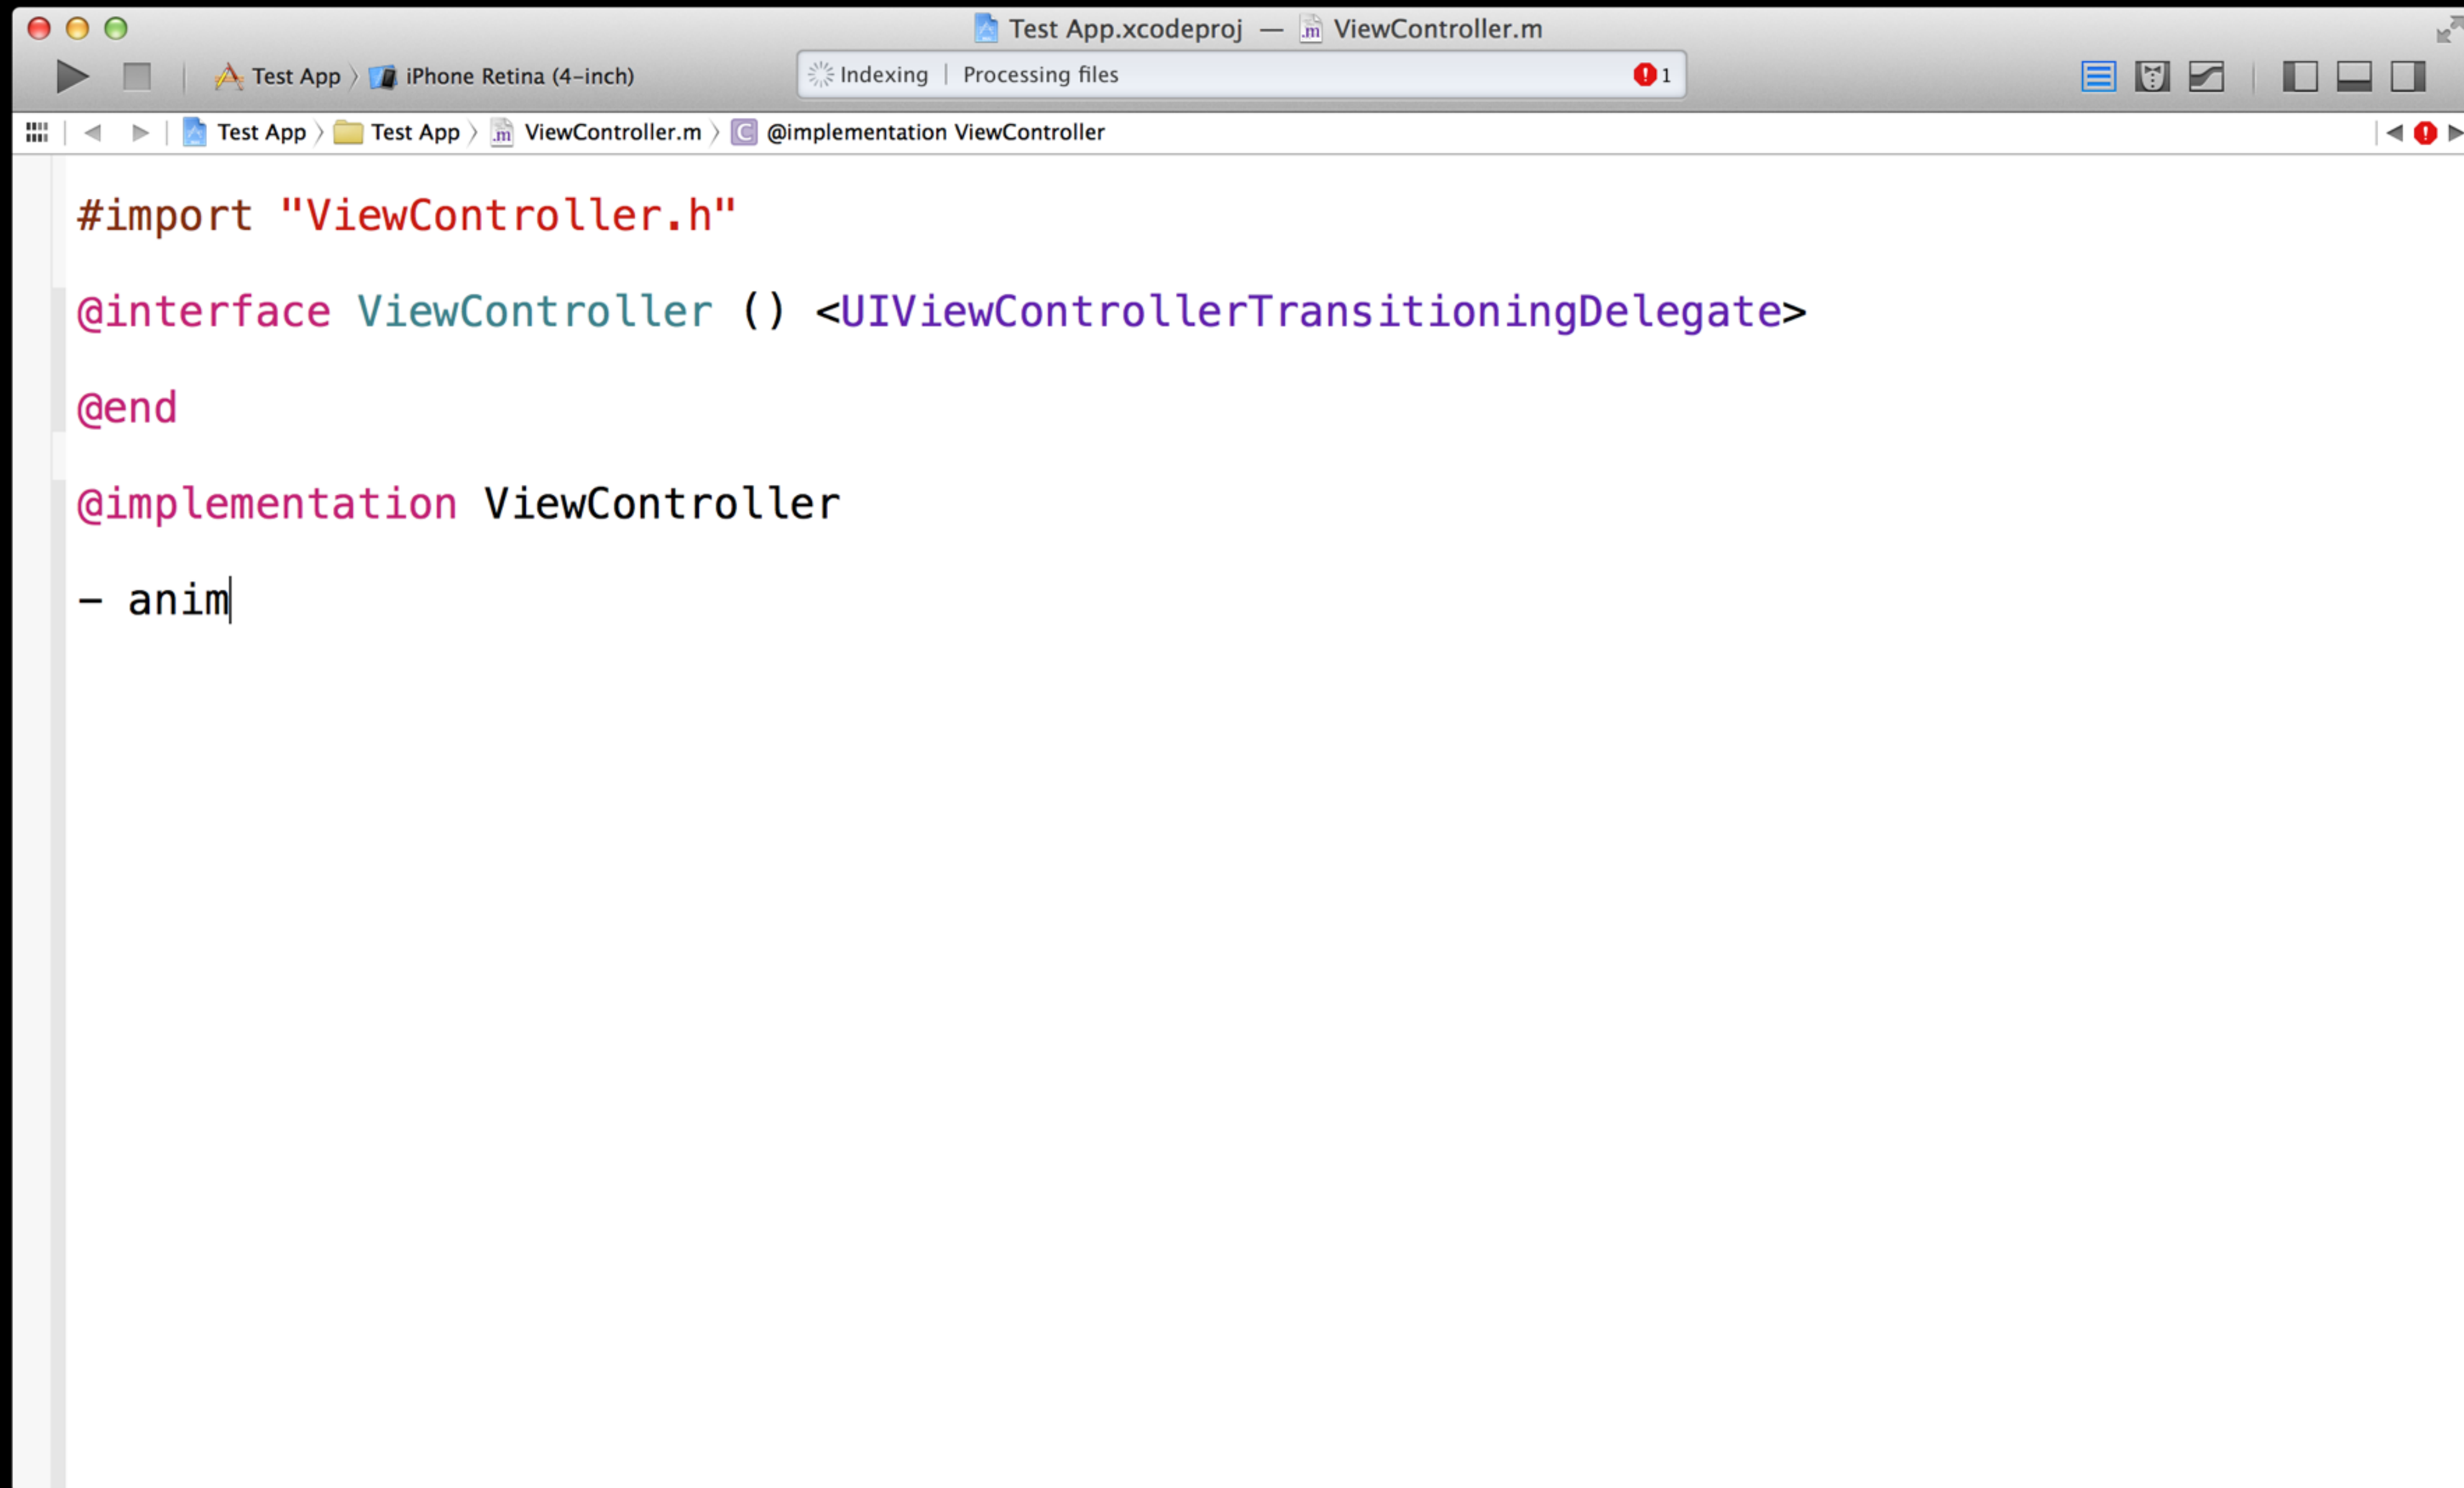 Test App.xcodeproj — ViewController.m
Test App iPhone Retina (4-inch) Indexing | Processing files 1
Test App Test App ViewController.m @implementation ViewController
#import "ViewController.h"
@interface ViewController () <UIViewControllerTransitioningDelegate>
@end
@implementation ViewController
- anim